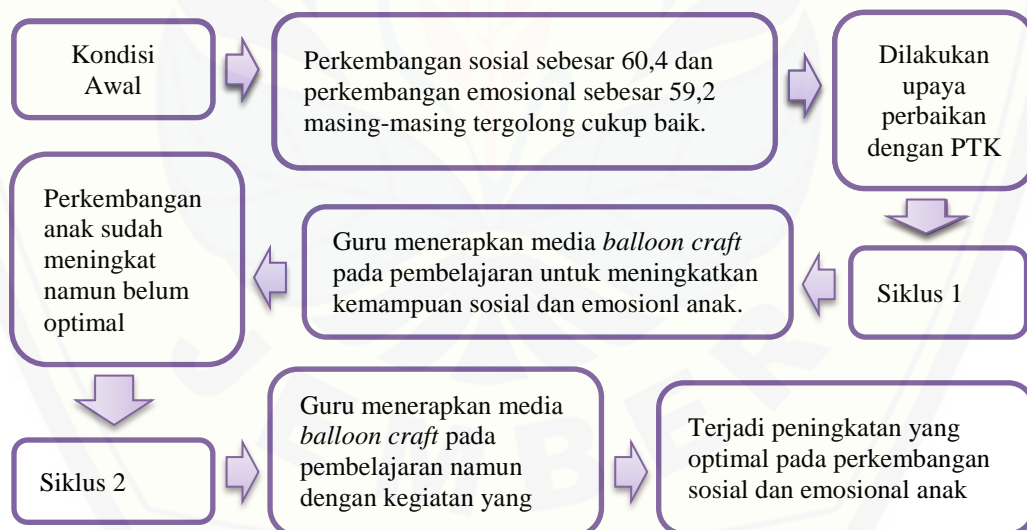 Kondisi
Awal
Perkembangan sosial sebesar 60,4 dan
perkembangan emosional sebesar 59,2
masing-masing tergolong cukup baik.
Dilakukan
upaya
perbaikan
dengan PTK
Siklus 1
Guru menerapkan media balloon craft
pada pembelajaran untuk meningkatkan
kemampuan sosial dan emosionl anak.
Perkembangan
anak sudah
meningkat
namun belum
optimal
Siklus 2
Guru menerapkan media
balloon craft pada
pembelajaran namun
dengan kegiatan yang
Terjadi peningkatan yang
optimal pada perkembangan
sosial dan emosional anak